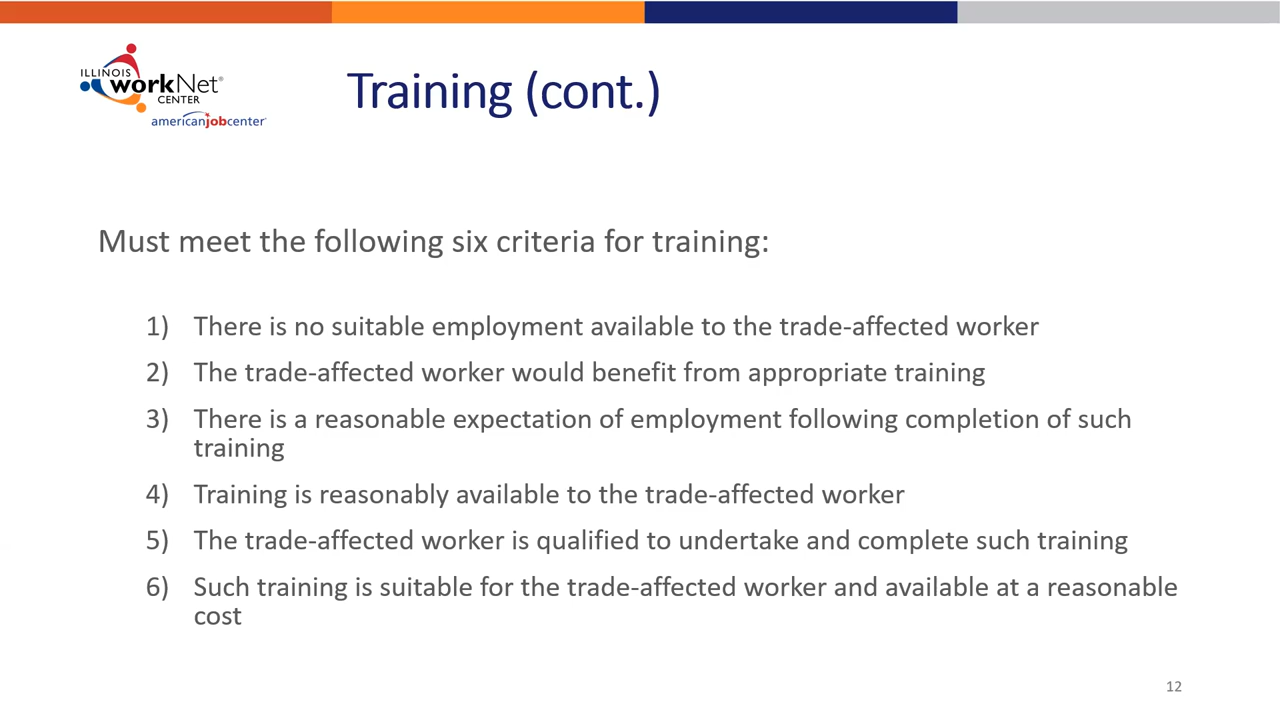 ILLINOIS
workNet®
CENTER
americanjobcenter
Training (cont.)
Must meet the following six criteria for training:
1) There is no suitable employment available to the trade-affected worker
2) The trade-affected worker would benefit from appropriate training
3) There is a reasonable expectation of employment following completion of such
training
4) Training is reasonably available to the trade-affected worker
5) The trade-affected worker is qualified to undertake and complete such training
6) Such training is suitable for the trade-affected worker and available at a reasonable
cost
12